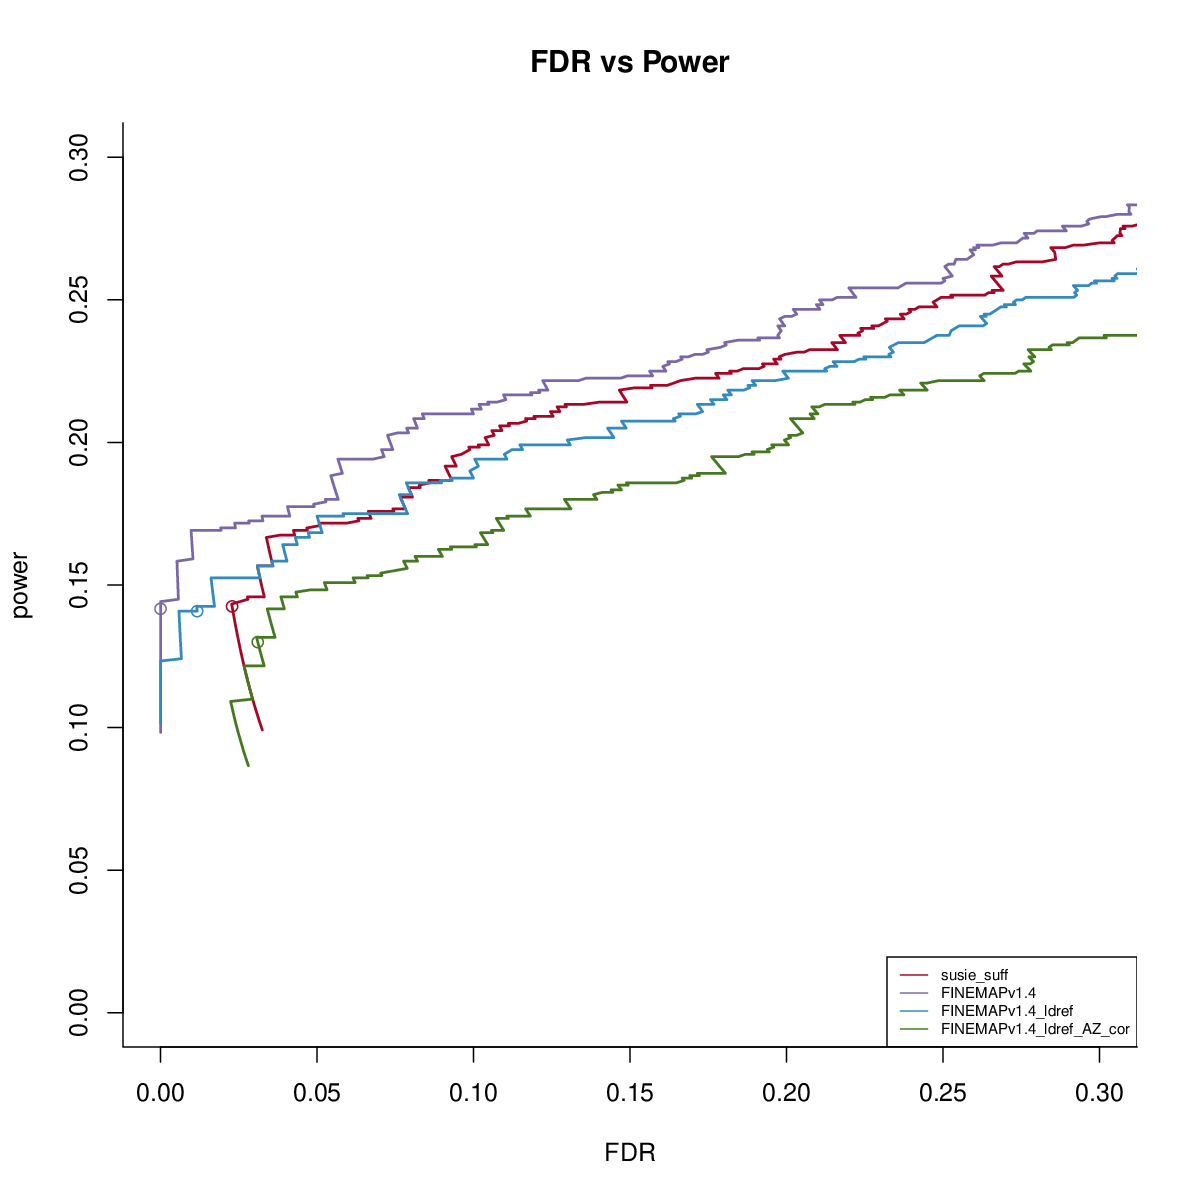 FDR vs Power
power
0.30
0.25
0.20
0.15
0.10
0.05
0.00
susie_suff
FINEMAPv1.4
FINEMAPv1.4_ldref
FINEMAPv1.4_ldref_AZ_cor
0.00 0.05 0.10 0.15 0.20 0.25 0.30
FDR